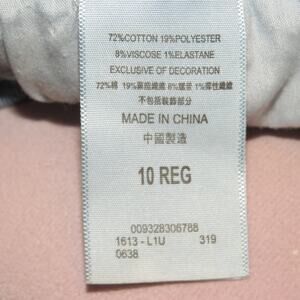 72%COTTON 19%POLYESTER
8%VISCOSE 1%ELASTANE
EXCLUSIVE OF DECORATION
72%棉 19%聚酯纖維 8%嫘縈 1%彈性纖維
不包括裝飾部分
MADE IN CHINA
中國製造
10 REG
009328306788
1613 - L1U 319
0638